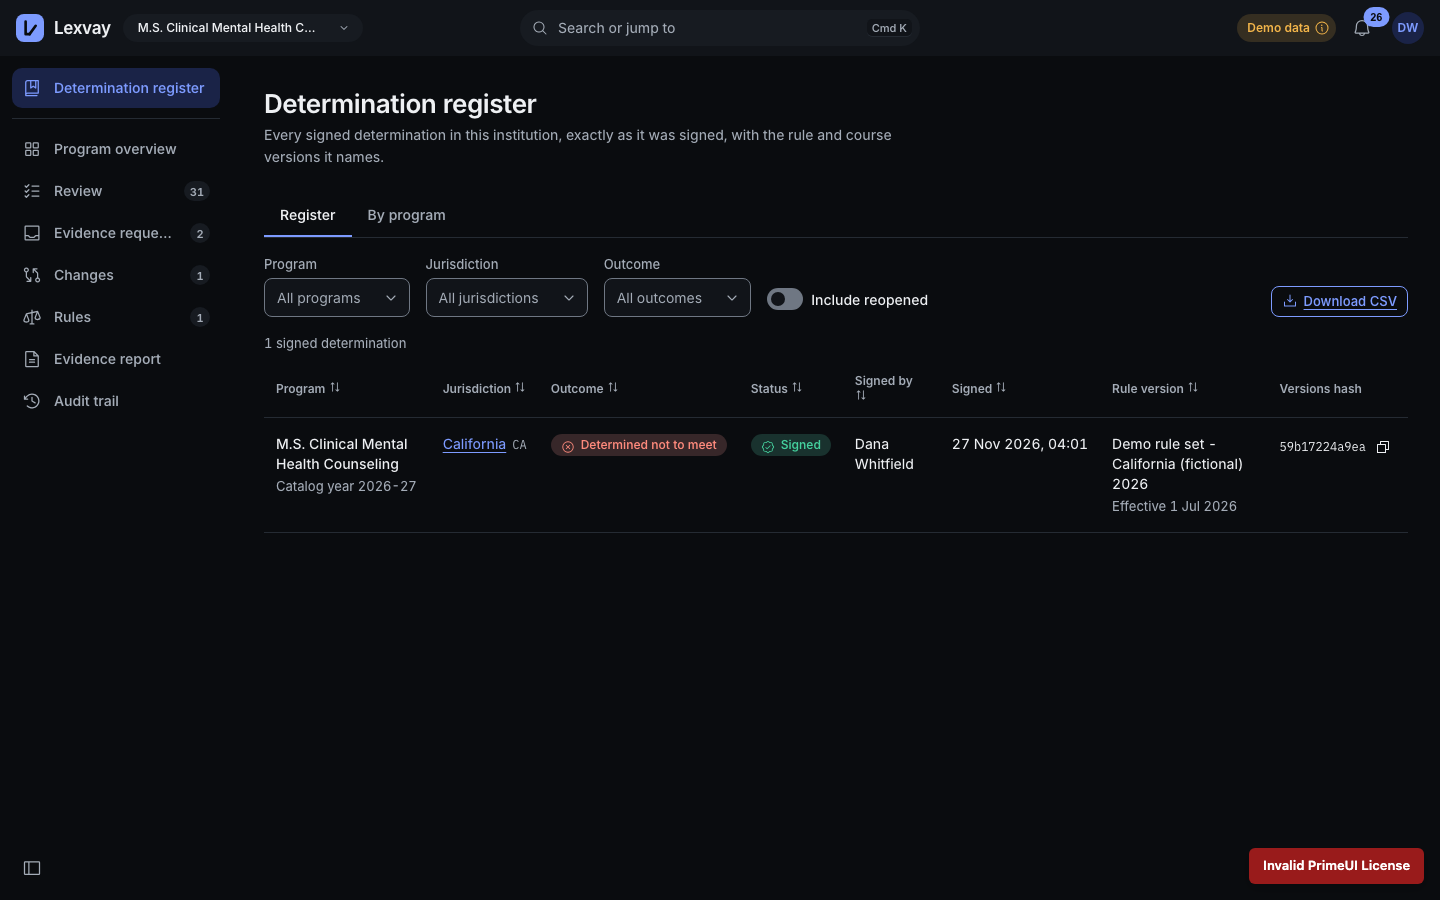 Lexvay
M.S. Clinical Mental Health C...
Search or jump to
Cmd K
Demo data
26
DW
Determination register
Program overview
Review
31
Evidence reque...
2
Changes
1
Rules
1
Evidence report
Audit trail
Determination register
Every signed determination in this institution, exactly as it was signed, with the rule and course
versions it names.
Register
By program
Program
Jurisdiction
Outcome
All programs
All jurisdictions
All outcomes
Include reopened
Download CSV
1 signed determination
Program
Jurisdiction
Outcome
Status
Signed by
Signed
Rule version
Versions hash
M.S. Clinical Mental
Health Counseling
Catalog year 2026-27
California CA
Determined not to meet
Signed
Dana
Whitfield
27 Nov 2026, 04:01
Demo rule set -
California (fictional)
2026
Effective 1 Jul 2026
59b17224a9ea
Invalid PrimeUI License